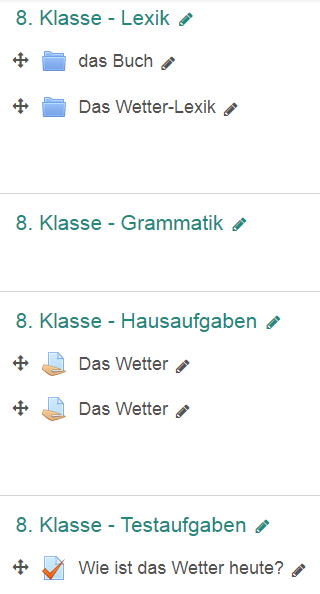 8. Klasse - Lexik
das Buch
Das Wetter-Lexik
8. Klasse - Grammatik
8. Klasse - Hausaufgaben
Das Wetter
Das Wetter
8. Klasse - Testaufgaben
Wie ist das Wetter heute?